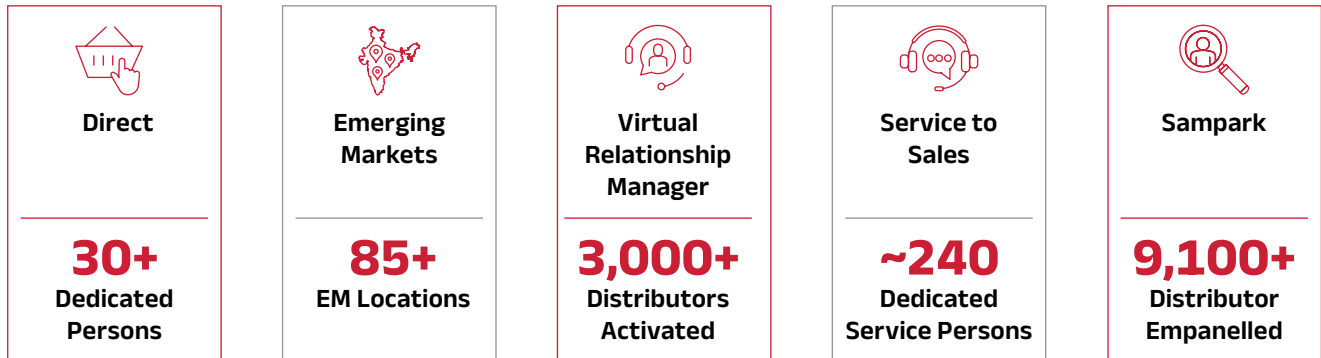 Direct
30+
Dedicated
Persons
Emerging
Markets
85+
EM Locations
Virtual
Relationship
Manager
3,000+
Distributors
Activated
Service to
Sales
~240
Dedicated
Service Persons
Sampark
9,100+
Distributor
Empanelled